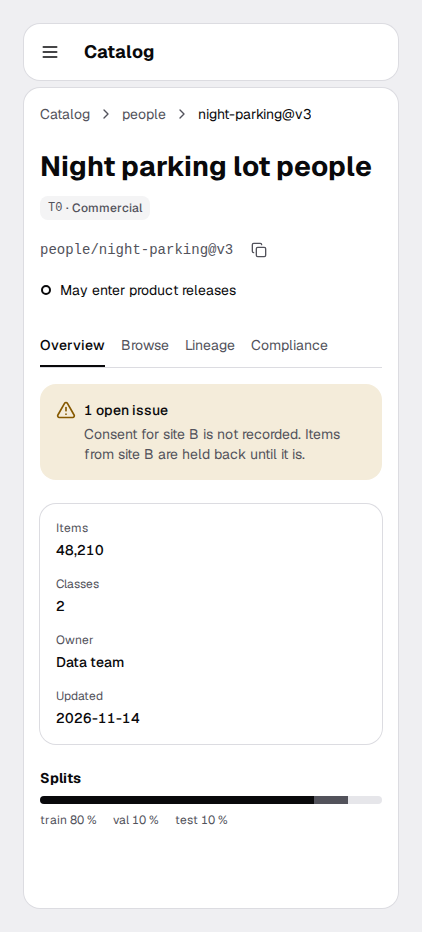 Catalog
Catalog > people > night-parking@v3
Night parking lot people
T0 · Commercial
people/night-parking@v3
May enter product releases
Overview Browse Lineage Compliance
1 open issue
Consent for site B is not recorded. Items
from site B are held back until it is.
Items
48,210
Classes
2
Owner
Data team
Updated
2026-11-14
Splits
train 80 % val 10 % test 10 %